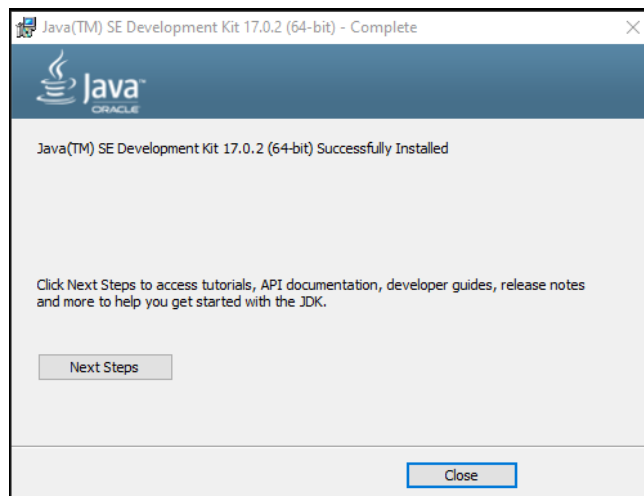 Java(TM) SE Development Kit 17.0.2 (64-bit) - Complete
Java™
ORACLE
Java(TM) SE Development Kit 17.0.2 (64-bit) Successfully Installed
Click Next Steps to access tutorials, API documentation, developer guides, release notes
and more to help you get started with the JDK.
Next Steps
Close